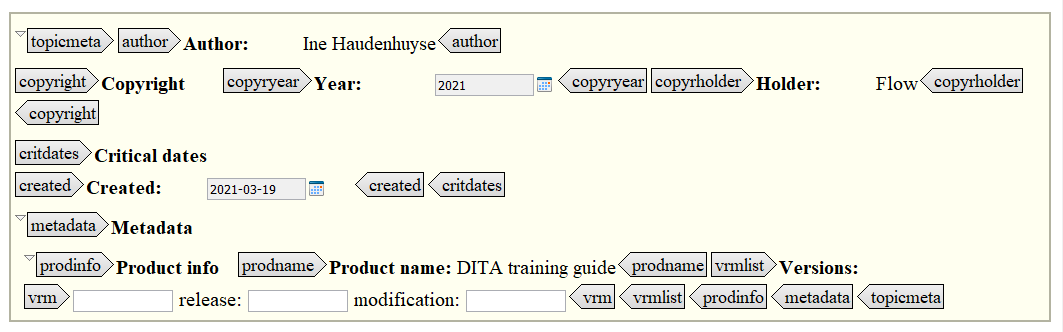 topicmeta author Author: Ine Haudenhuyse author
copyright Copyright copyryear Year: 2021 copyryear copyrholder Holder: Flow copyrholder
copyright
critdates Critical dates
created Created: 2021-03-19 created critdates
metadata Metadata
prodinfo Product info prodname Product name: DITA training guide prodname vrmlist Versions:
vrm release: modification: vrm vrmlist prodinfo metadata topicmeta